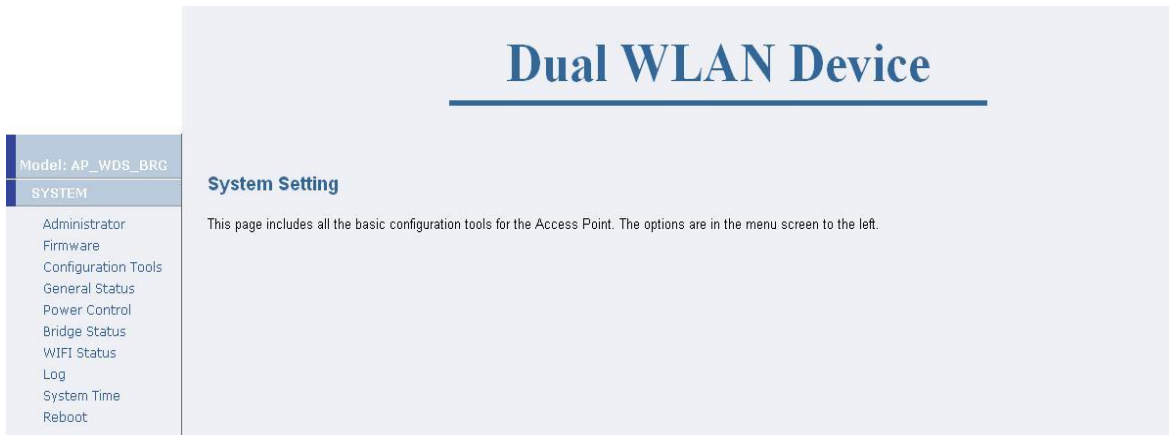 Dual WLAN Device
Model: AP_WDS_BRG
SYSTEM
Administrator
Firmware
Configuration Tools
General Status
Power Control
Bridge Status
WIFI Status
Log
System Time
Reboot
System Setting
This page includes all the basic configuration tools for the Access Point. The options are in the menu screen to the left.